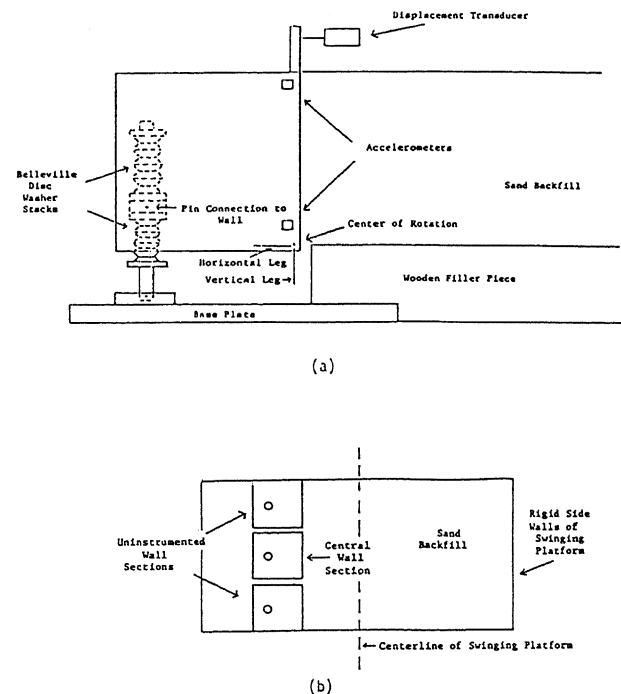 Displacement Transducer
Accelerometers
Belleville
Disc
Washer
Stacks
Sand Backfill
Pin Connection to
Wall
Center of Rotation
Horizontal Leg
Vertical Leg
Wooden Filler Piece
Base Plate
(a)
Uninstrumented
Wall
Sections
Central
Wall
Section
Sand
Backfill
Rigid Side
Walls of
Swinging
Platform
Centerline of Swinging Platform
(b)